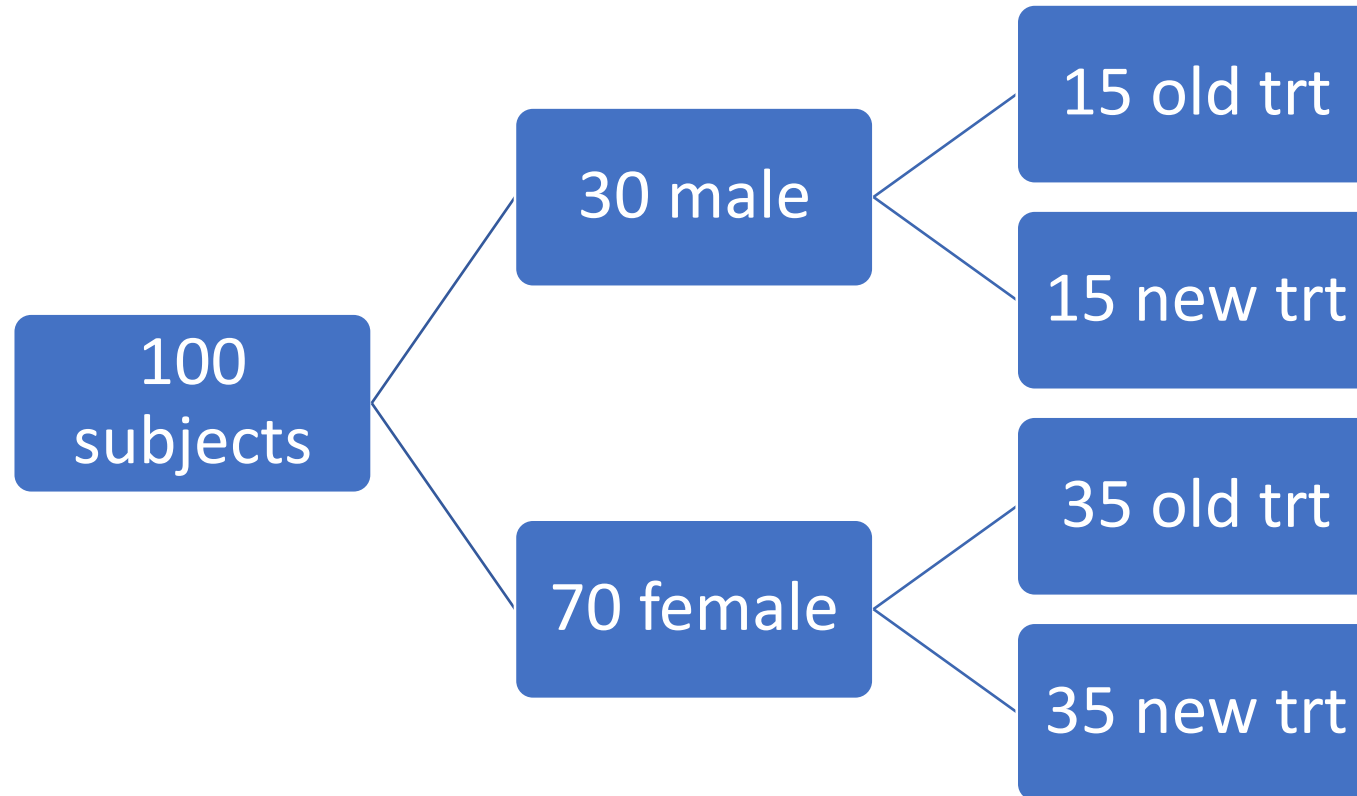 100
subjects
30 male
15 old trt
15 new trt
70 female
35 old trt
35 new trt